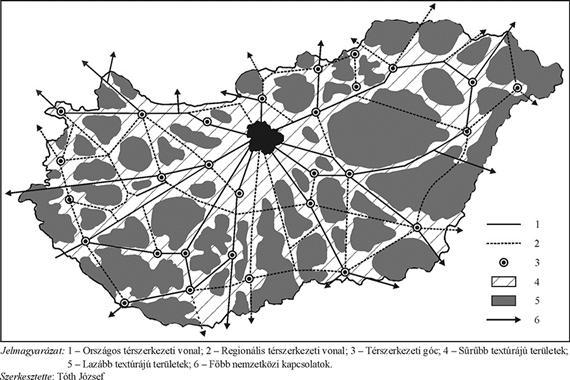 1
2
3
4
5
6
Jelmagyarázat: 1 – Országos térszerkezeti vonal; 2 – Regionális térszerkezeti vonal; 3 – Térszerkezeti góc; 4 – Sűrűbb textúrájú területek;
5 – Lazább textúrájú területek; 6 – Főbb nemzetközi kapcsolatok.
Szerkesztette: Tóth József